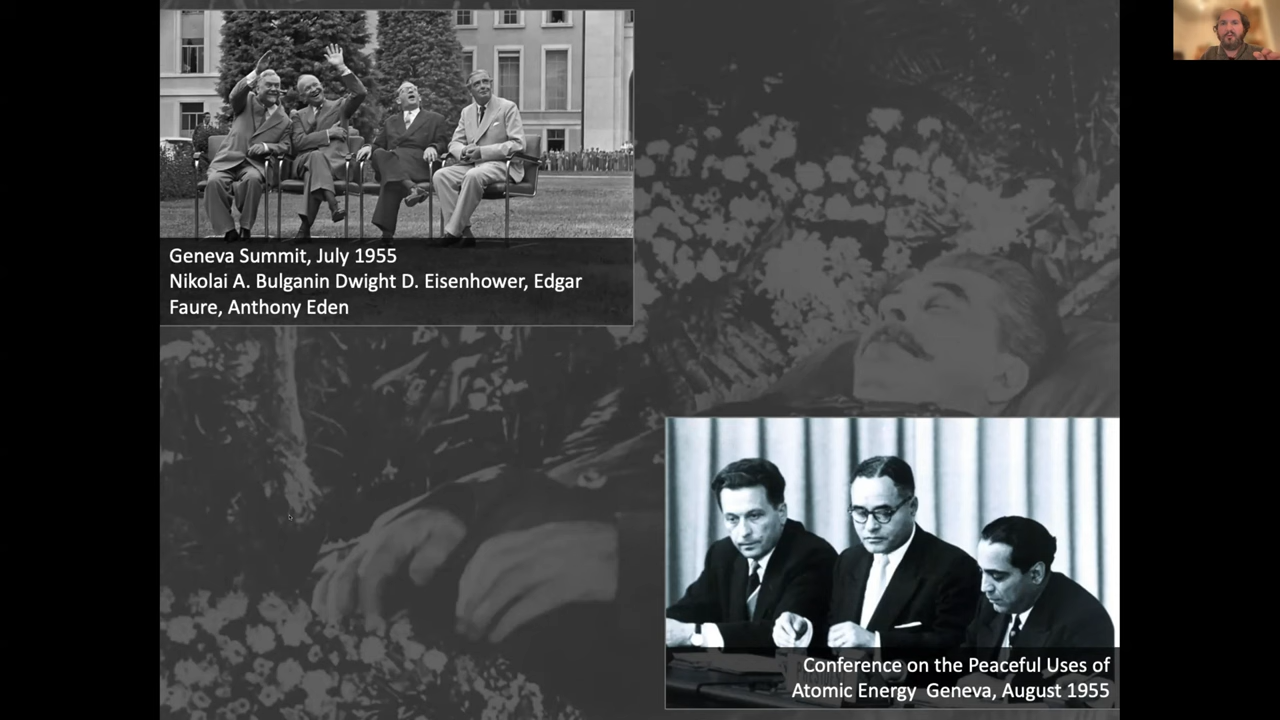 Geneva Summit, July 1955
Nikolai A. Bulganin Dwight D. Eisenhower, Edgar
Faure, Anthony Eden
Conference on the Peaceful Uses of
Atomic Energy Geneva, August 1955